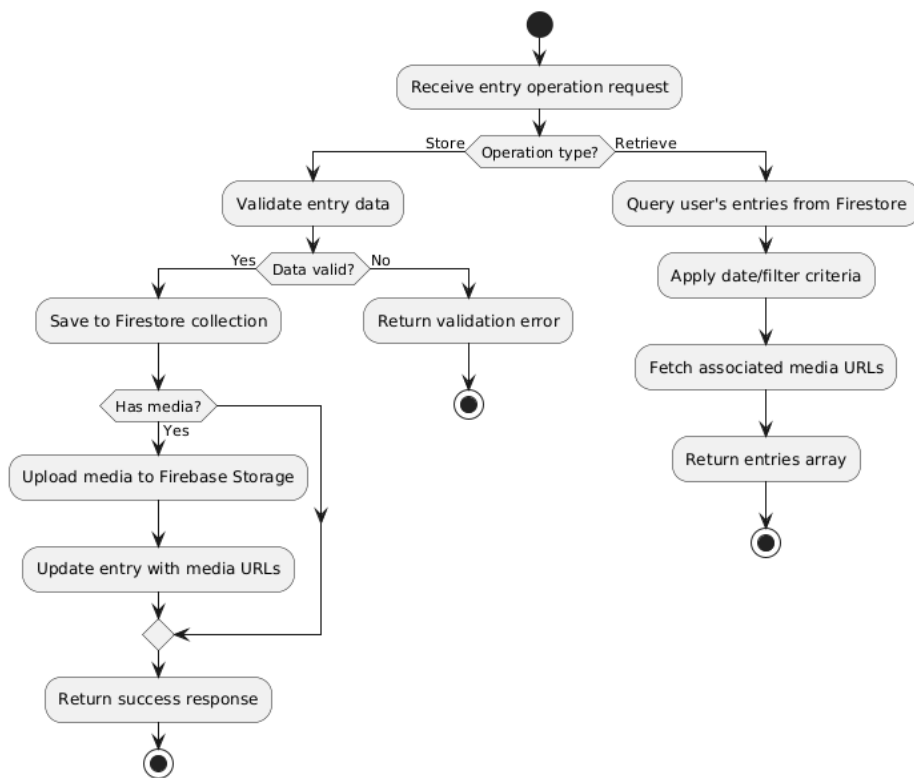 Receive entry operation request
Store
Operation type?
Retrieve
Validate entry data
Query user's entries from Firestore
Yes
Data valid?
No
Apply date/filter criteria
Save to Firestore collection
Return validation error
Fetch associated media URLs
Has media?
Yes
Upload media to Firebase Storage
Return entries array
Update entry with media URLs
Return success response